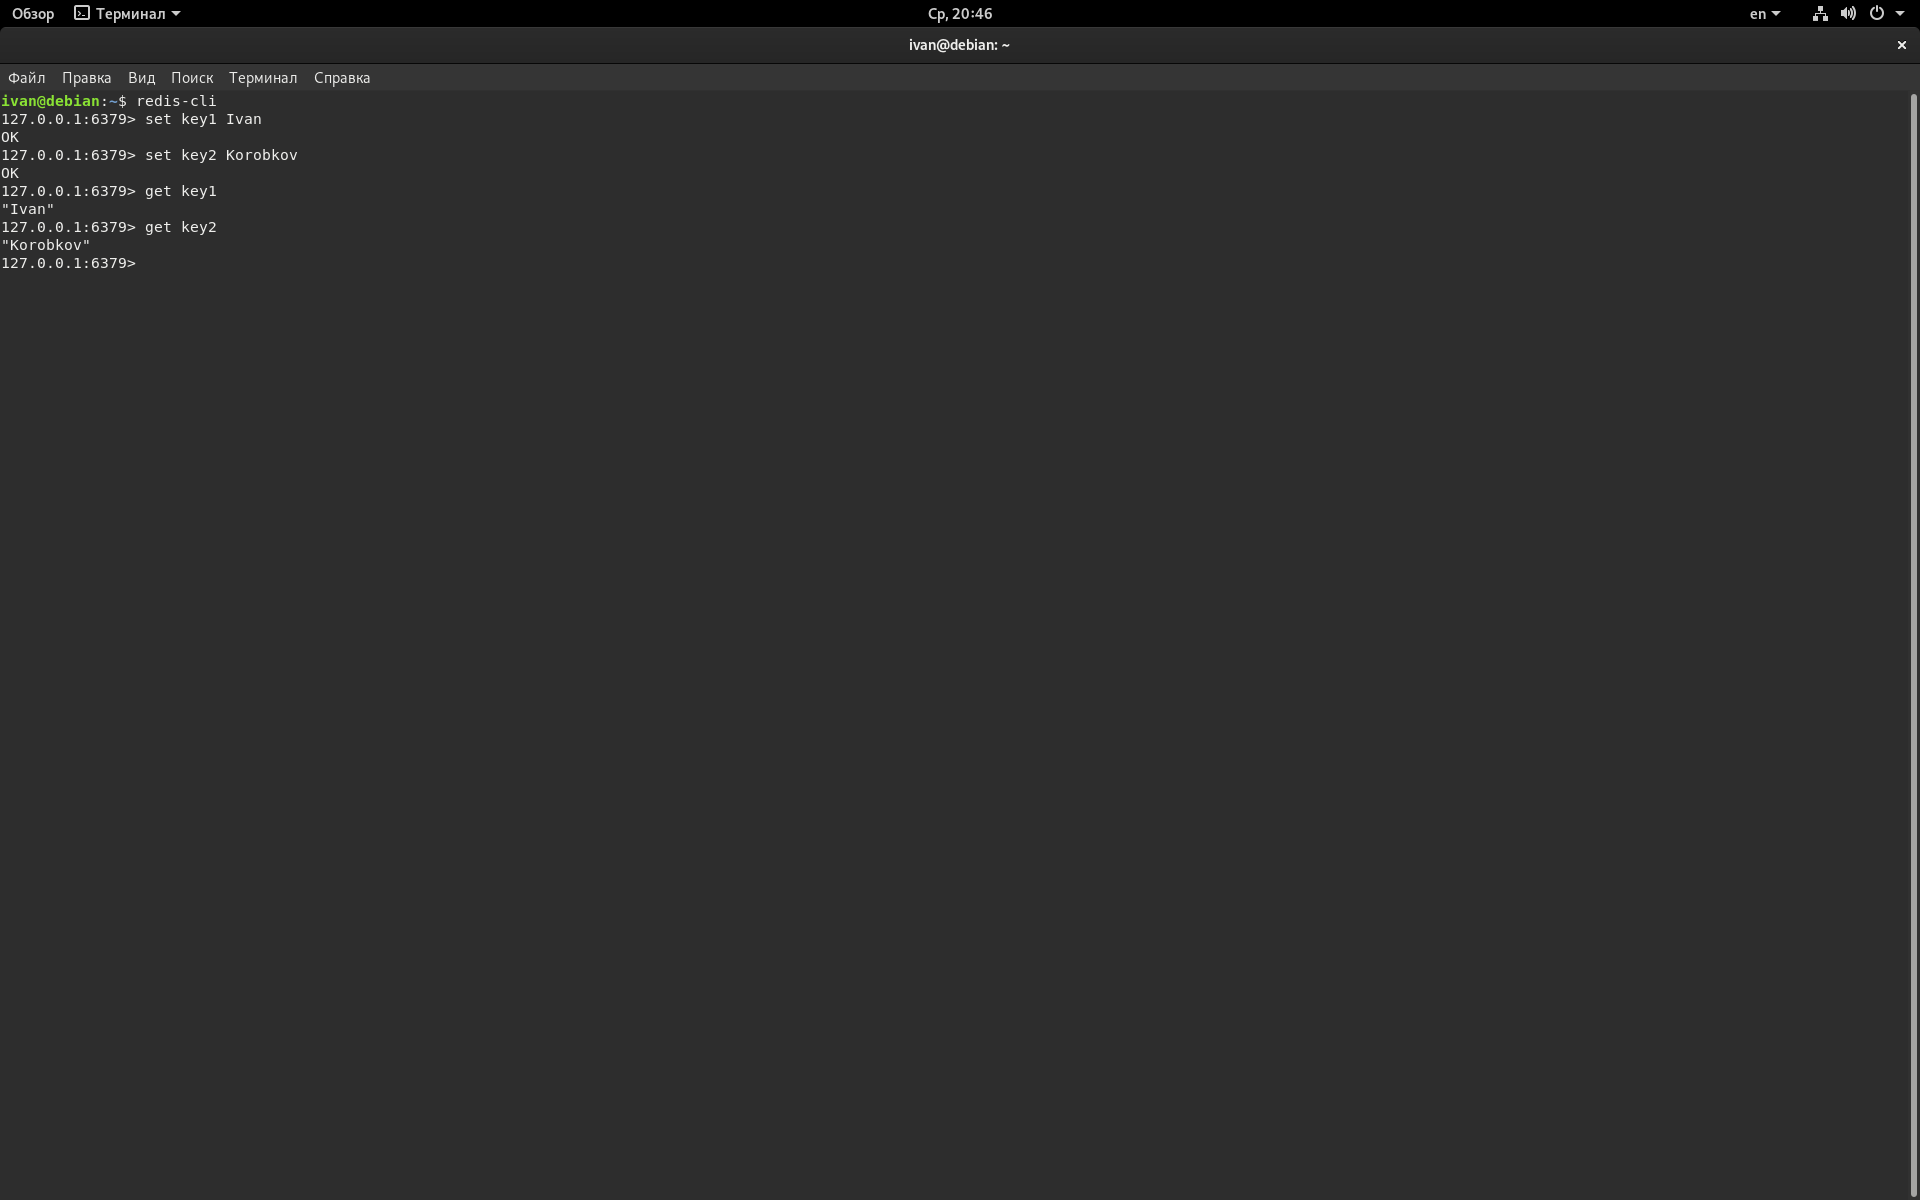 Обзор Терминал Ср, 20:46 en
ivan@debian: ~
Файл Правка Вид Поиск Терминал Справка
ivan@debian:~$ redis-cli
127.0.0.1:6379> set key1 Ivan
OK
127.0.0.1:6379> set key2 Korobkov
OK
127.0.0.1:6379> get key1
"Ivan"
127.0.0.1:6379> get key2
"Korobkov"
127.0.0.1:6379>